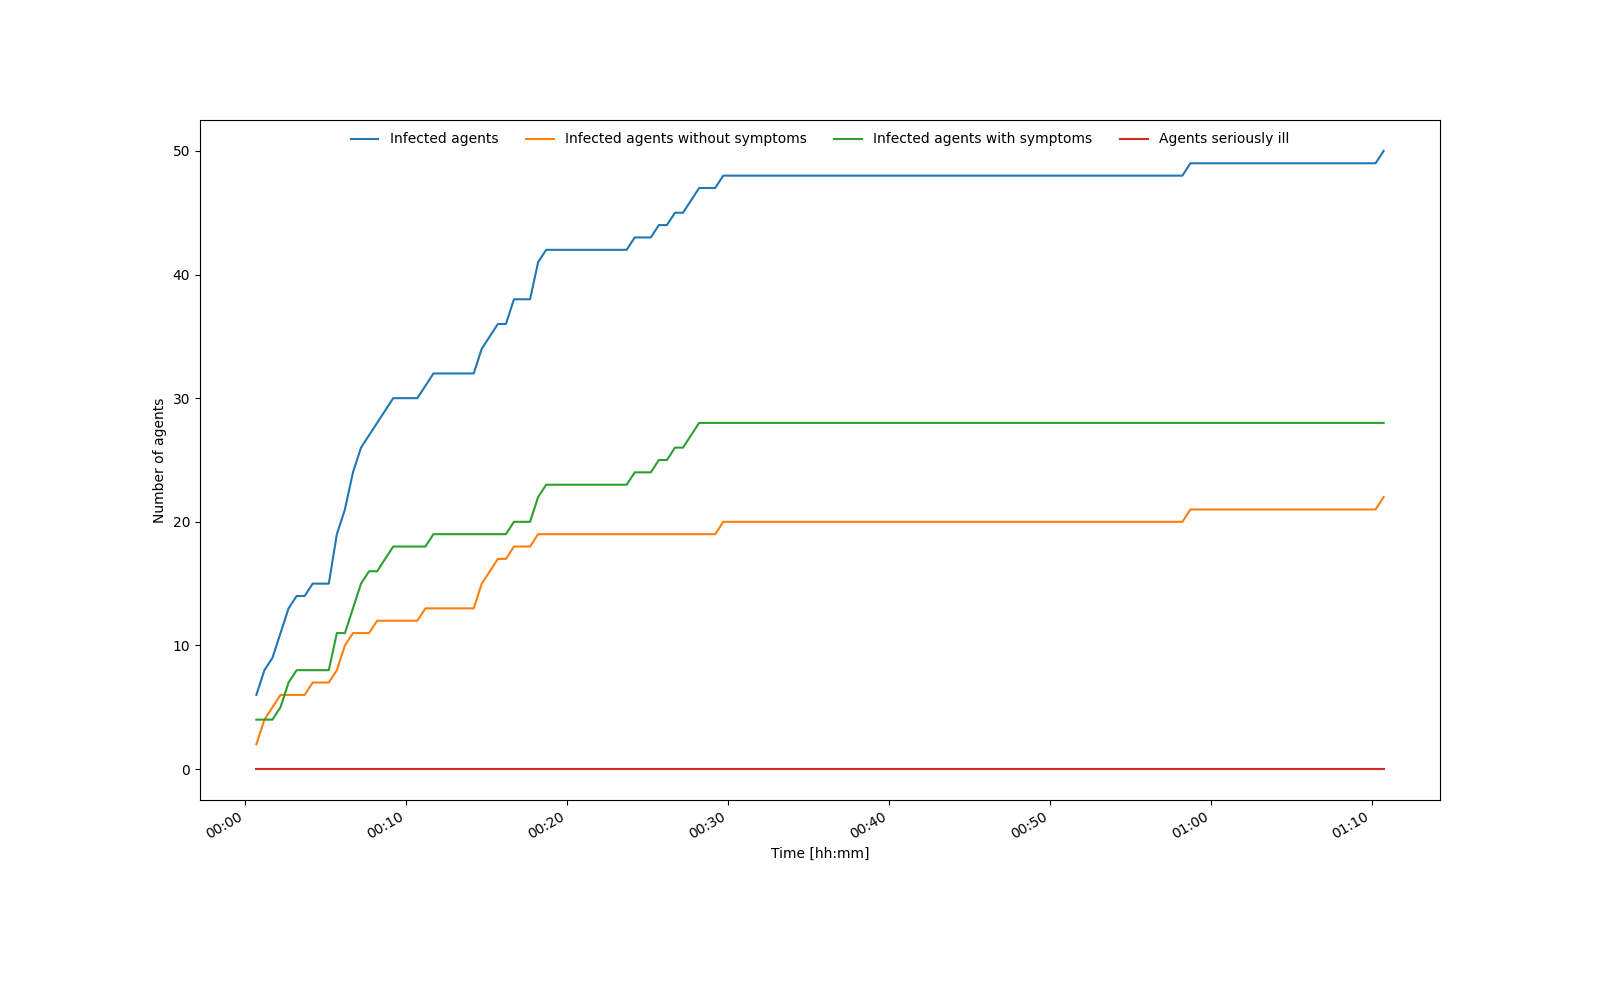 Infected agents Infected agents without symptoms Infected agents with symptoms Agents seriously ill
50
40
30
20
10
0
Number of agents
00:00 00:10 00:20 00:30 00:40 00:50 01:00 01:10
Time [hh:mm]